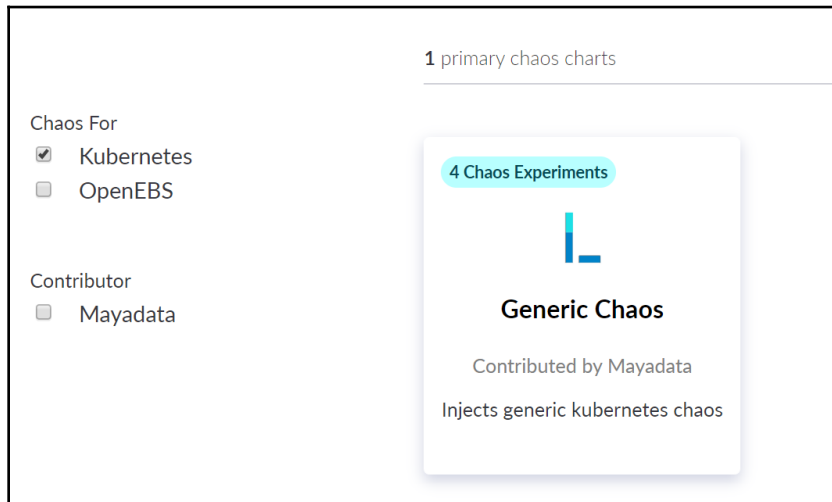 1 primary chaos charts
Chaos For
Kubernetes
OpenEBS
Contributor
Mayadata
4 Chaos Experiments
Generic Chaos
Contributed by Mayadata
Injects generic kubernetes chaos